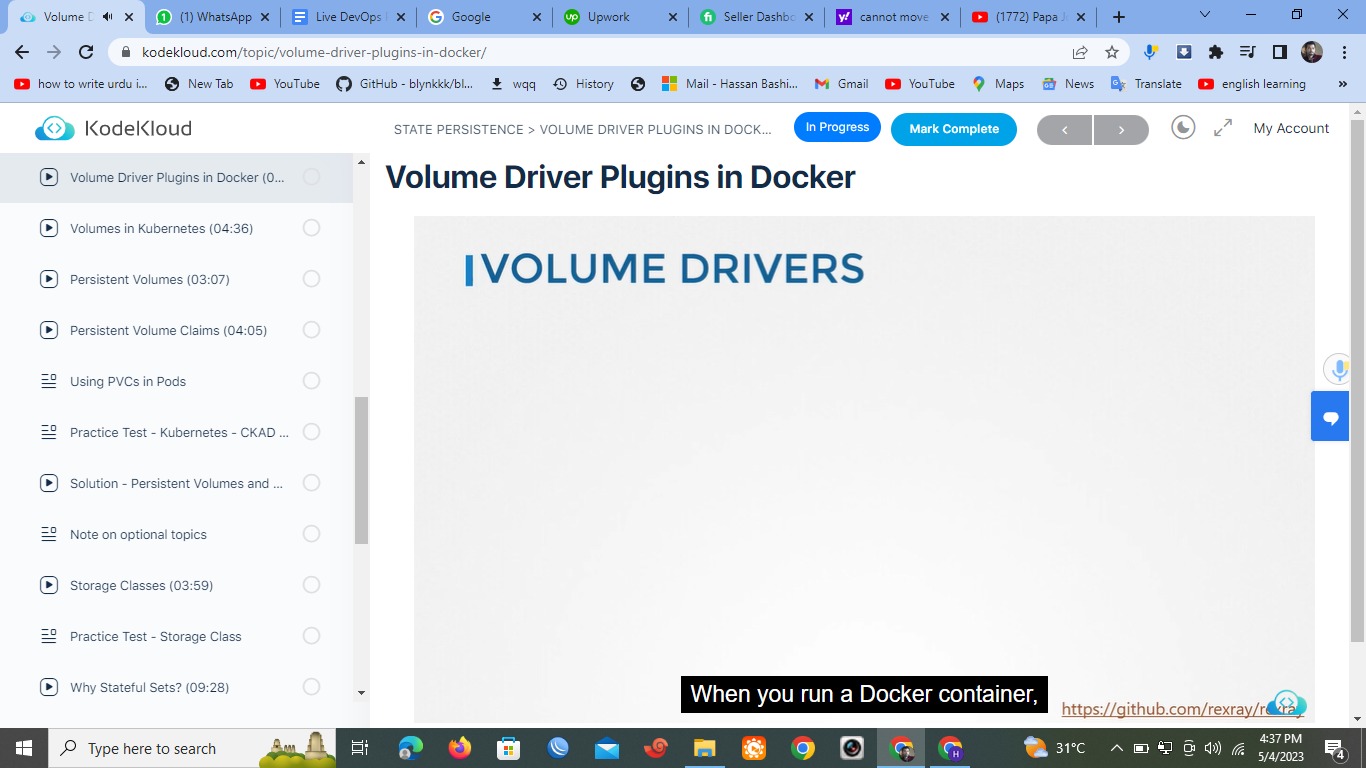 Volume D
(1) WhatsApp
Live DevOps
Google
Upwork
Seller Dashbo
cannot move
(1772) Papa J
kodekloud.com/topic/volume-driver-plugins-in-docker/
how to write urdu i...
New Tab
YouTube
GitHub - blynkkk/bl...
wqq
History
Mail - Hassan Bashi...
Gmail
YouTube
Maps
News
Translate
english learning
»
KodeKloud
STATE PERSISTENCE > VOLUME DRIVER PLUGINS IN DOCK...
In Progress
Mark Complete
My Account
Volume Driver Plugins in Docker (0...
Volumes in Kubernetes (04:36)
Persistent Volumes (03:07)
Persistent Volume Claims (04:05)
Using PVCs in Pods
Practice Test - Kubernetes - CKAD ...
Solution - Persistent Volumes and ...
Note on optional topics
Storage Classes (03:59)
Practice Test - Storage Class
Why Stateful Sets? (09:28)
Volume Driver Plugins in Docker
VOLUME DRIVERS
When you run a Docker container,
https://github.com/rexray/rexray
Type here to search
31°C
4:37 PM
5/4/2023
4